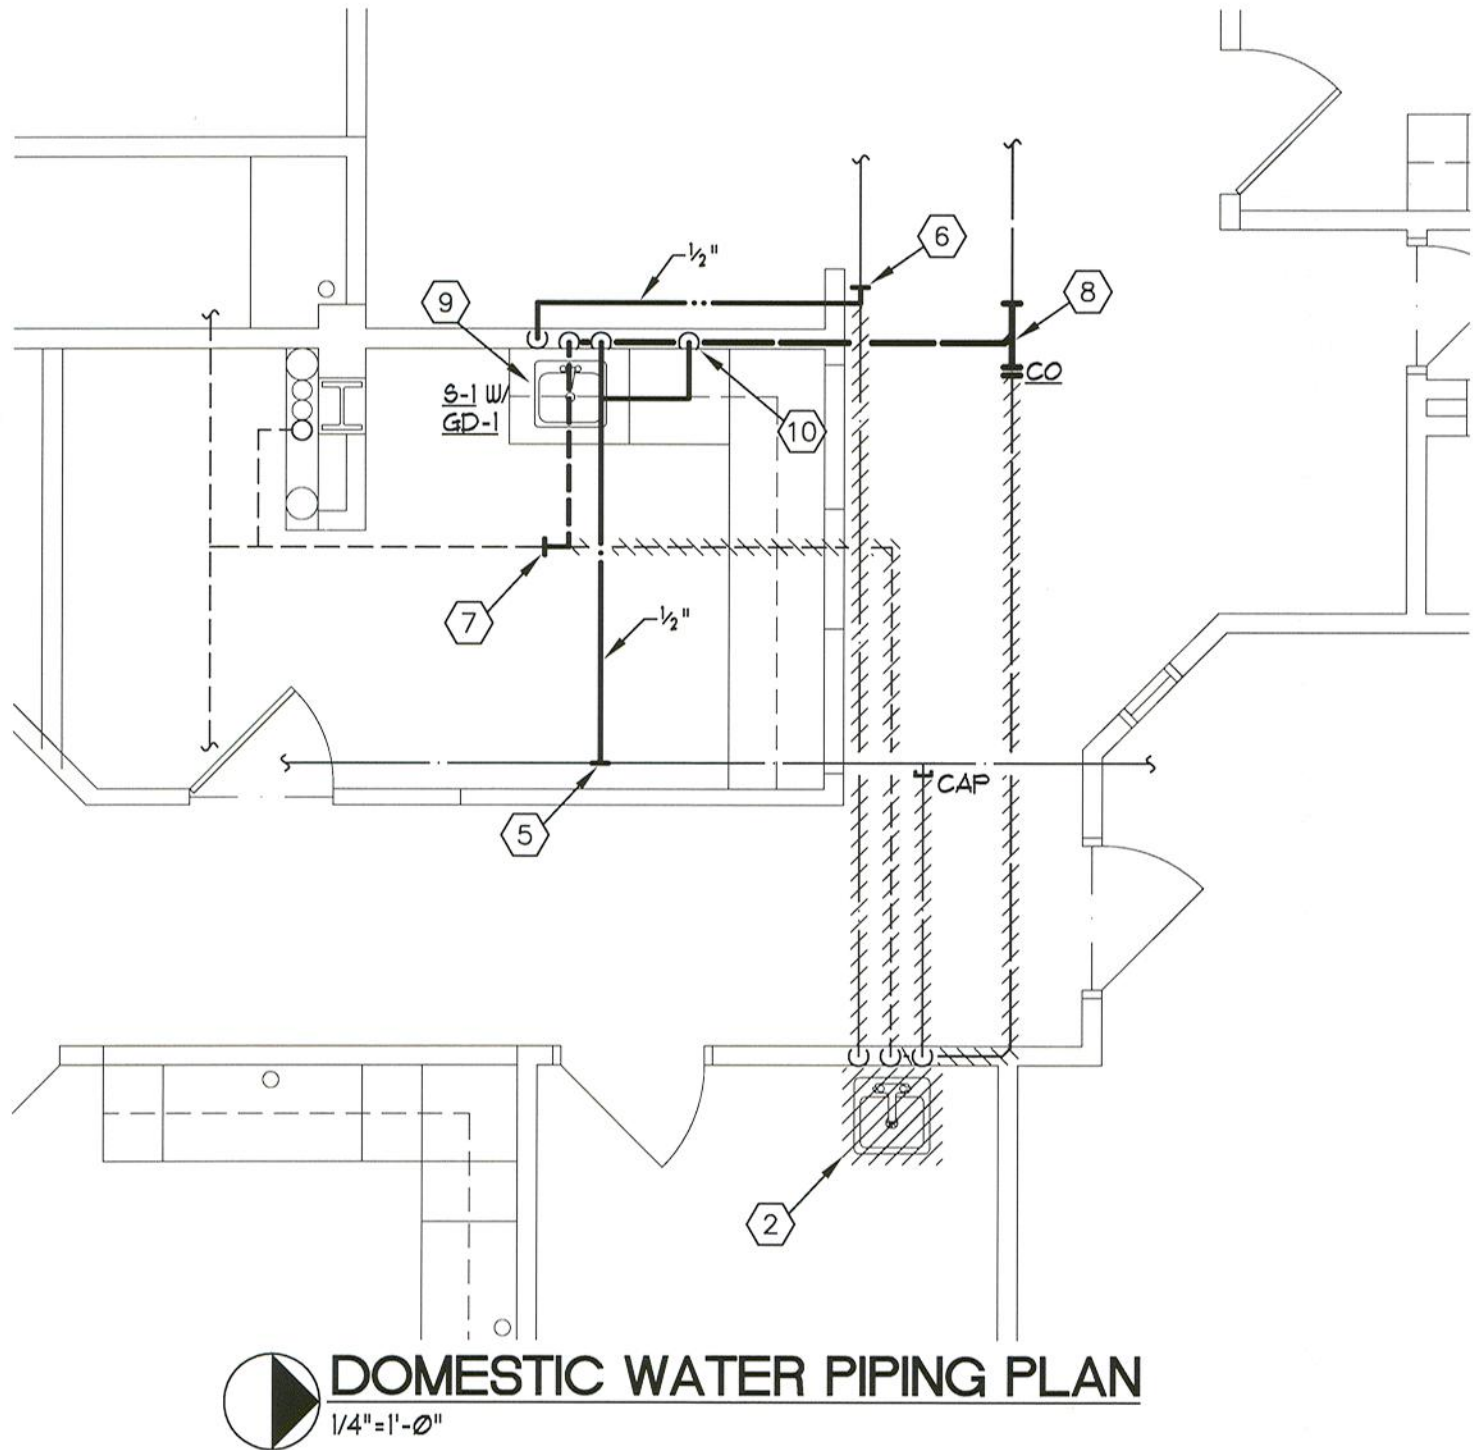 6
½"
8
9
CO
S-1 W/
GD-1
10
7
½"
CAP
5
2
DOMESTIC WATER PIPING PLAN
1/4"=1'-0"